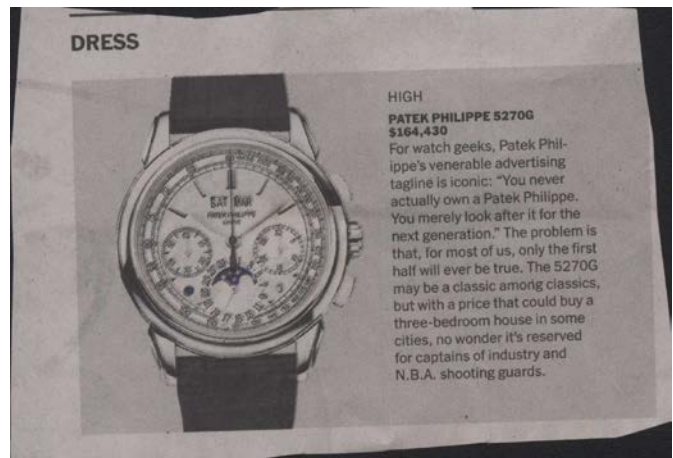 DRESS
HIGH
PATEK PHILIPPE 5270G
$164,430
For watch geeks, Patek Phil-
ippe's venerable advertising
tagline is iconic: "You never
actually own a Patek Philippe.
You merely look after it for the
next generation." The problem is
that, for most of us, only the first
half will ever be true. The 5270G
may be a classic among classics,
but with a price that could buy a
three-bedroom house in some
cities, no wonder it's reserved
for captains of industry and
N.B.A. shooting guards.
SAT MAR
PATEK PHILIPPE